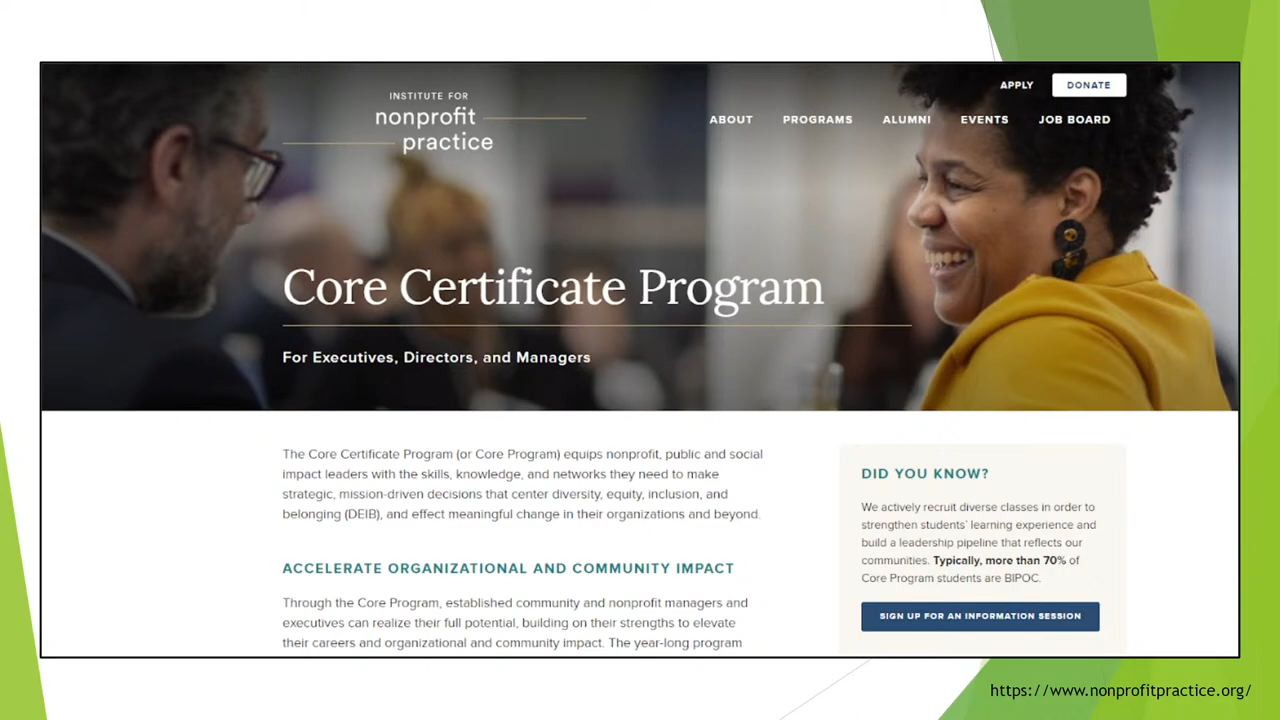 INSTITUTE FOR
nonprofit
practice
APPLY
DONATE
ABOUT
PROGRAMS
ALUMNI
EVENTS
JOB BOARD
Core Certificate Program
For Executives, Directors, and Managers
The Core Certificate Program (or Core Program) equips nonprofit, public and social
impact leaders with the skills, knowledge, and networks they need to make
strategic, mission-driven decisions that center diversity, equity, inclusion, and
belonging (DEIB), and effect meaningful change in their organizations and beyond.
ACCELERATE ORGANIZATIONAL AND COMMUNITY IMPACT
Through the Core Program, established community and nonprofit managers and
executives can realize their full potential, building on their strengths to elevate
their careers and organizational and community impact. The year-long program
DID YOU KNOW?
We actively recruit diverse classes in order to
strengthen students' learning experience and
build a leadership pipeline that reflects our
communities. Typically, more than 70% of
Core Program students are BIPOC.
SIGN UP FOR AN INFORMATION SESSION
https://www.nonprofitpractice.org/